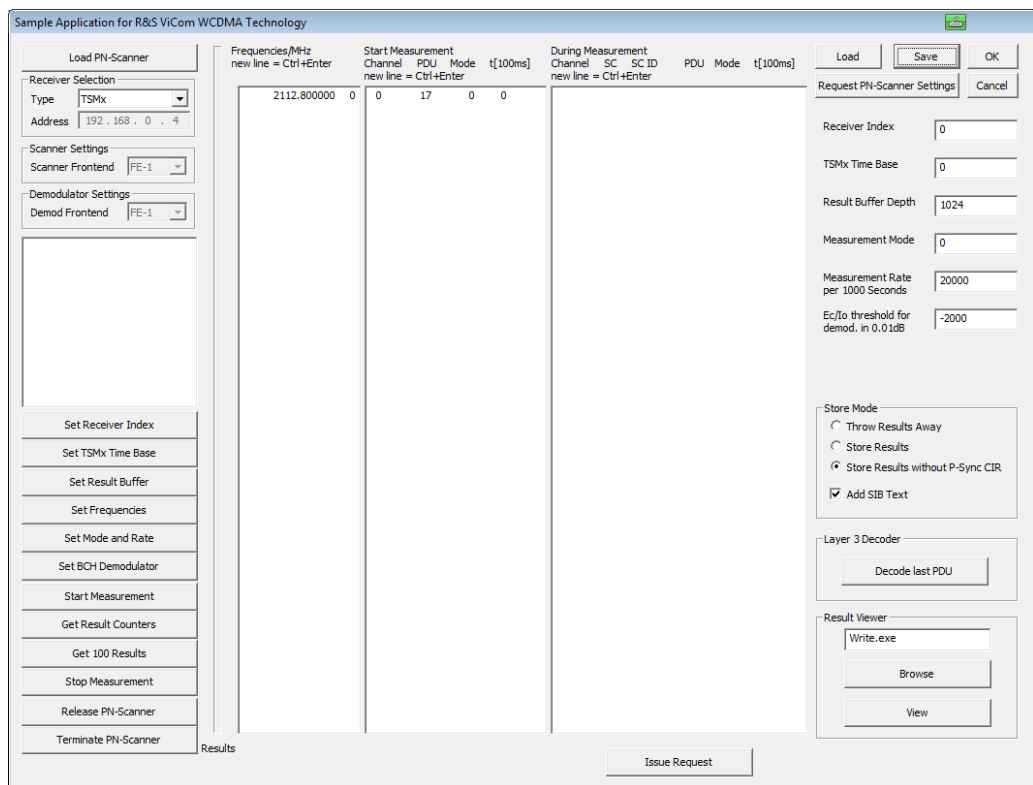 Sample Application for R&S ViCom WCDMA Technology
Load PN-Scanner
Receiver Selection
Type TSMx
Address 192 . 168 . 0 . 4
Scanner Settings
Scanner Frontend FE-1
Demodulator Settings
Demod Frontend FE-1
Set Receiver Index
Set TSMx Time Base
Set Result Buffer
Set Frequencies
Set Mode and Rate
Set BCH Demodulator
Start Measurement
Get Result Counters
Get 100 Results
Stop Measurement
Release PN-Scanner
Terminate PN-Scanner
Results
Frequencies/MHz
new line = Ctrl+Enter
2112.800000 0
Start Measurement
Channel PDU Mode t[100ms]
new line = Ctrl+Enter
0 17 0 0
During Measurement
Channel SC SC ID PDU Mode t[100ms]
new line = Ctrl+Enter
Issue Request
Load Save OK
Request PN-Scanner Settings Cancel
Receiver Index 0
TSMx Time Base 0
Result Buffer Depth 1024
Measurement Mode 0
Measurement Rate
per 1000 Seconds 20000
Ec/Io threshold for
demod. in 0.01dB -2000
Store Mode
Throw Results Away
Store Results
Store Results without P-Sync CIR
Add SIB Text
Layer 3 Decoder
Decode last PDU
Result Viewer
Write.exe
Browse
View